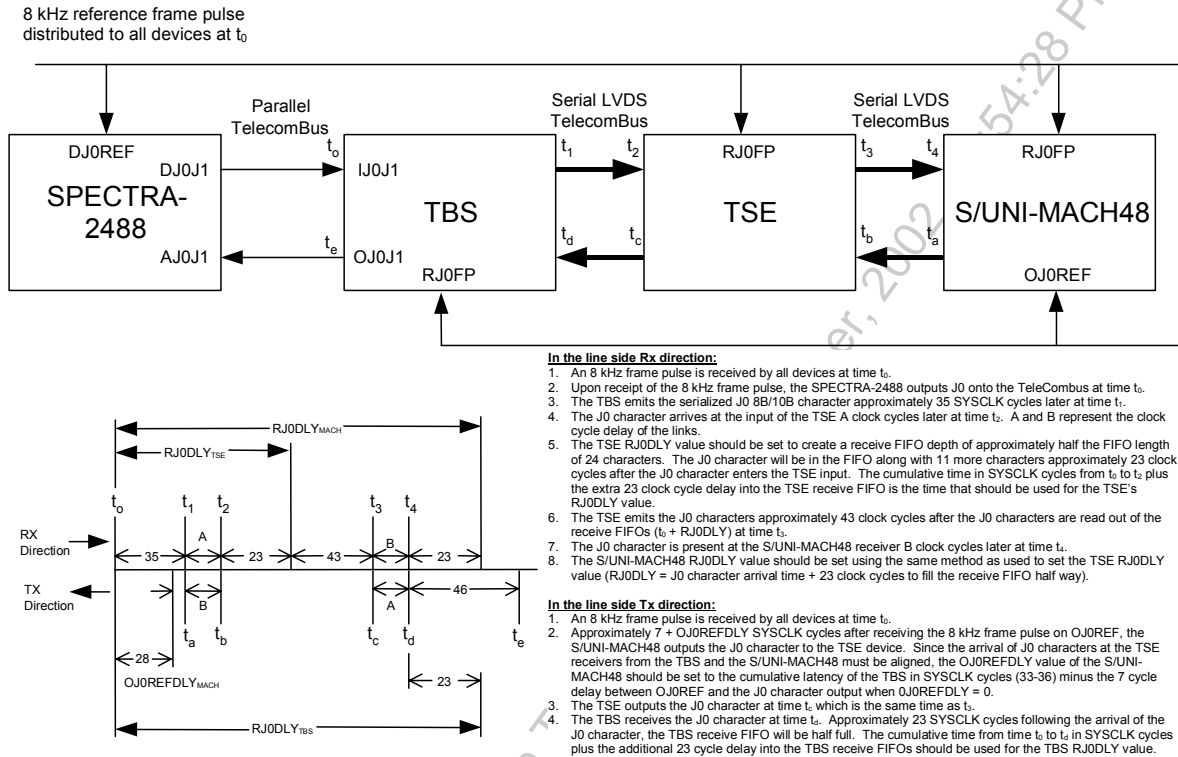 8 kHz reference frame pulse
distributed to all devices at t0
Parallel
TelecomBus
Serial LVDS
TelecomBus
Serial LVDS
TelecomBus
DJ0REF
DJ0J1
SPECTRA-
2488
AJ0J1
to
te
IJ0J1
TBS
OJ0J1
RJ0FP
t1
t2
td
tc
RJ0FP
TSE
t3
t4
tb
ta
RJ0FP
S/UNI-MACH48
OJ0REF
er, 2002
54:28 P
In the line side Rx direction:
1. An 8 kHz frame pulse is received by all devices at time t0.
2. Upon receipt of the 8 kHz frame pulse, the SPECTRA-2488 outputs J0 onto the TeleCombus at time t0.
3. The TBS emits the serialized J0 8B/10B character approximately 35 SYSCLK cycles later at time t1.
4. The J0 character arrives at the input of the TSE A clock cycles later at time t2. A and B represent the clock
cycle delay of the links.
5. The TSE RJ0DLY value should be set to create a receive FIFO depth of approximately half the FIFO length
of 24 characters. The J0 character will be in the FIFO along with 11 more characters approximately 23 clock
cycles after the J0 character enters the TSE input. The cumulative time in SYSCLK cycles from t0 to t2 plus
the extra 23 clock cycle delay into the TSE receive FIFO is the time that should be used for the TSE's
RJ0DLY value.
6. The TSE emits the J0 characters approximately 43 clock cycles after the J0 characters are read out of the
receive FIFOs (t0 + RJ0DLY) at time t3.
7. The J0 character is present at the S/UNI-MACH48 receiver B clock cycles later at time t4.
8. The S/UNI-MACH48 RJ0DLY value should be set using the same method as used to set the TSE RJ0DLY
value (RJ0DLY = J0 character arrival time + 23 clock cycles to fill the receive FIFO half way).
In the line side Tx direction:
1. An 8 kHz frame pulse is received by all devices at time t0.
2. Approximately 7 + OJ0REFDLY SYSCLK cycles after receiving the 8 kHz frame pulse on OJ0REF, the
S/UNI-MACH48 outputs the J0 character to the TSE device. Since the arrival of J0 characters at the TSE
receivers from the TBS and the S/UNI-MACH48 must be aligned, the OJ0REFDLY value of the S/UNI-
MACH48 should be set to the cumulative latency of the TBS in SYSCLK cycles (33-36) minus the 7 cycle
delay between OJ0REF and the J0 character output when 0J0REFDLY = 0.
3. The TSE outputs the J0 character at time tc which is the same time as t3.
4. The TBS receives the J0 character at time td. Approximately 23 SYSCLK cycles following the arrival of the
J0 character, the TBS receive FIFO will be half full. The cumulative time from time t0 to td in SYSCLK cycles
plus the additional 23 cycle delay into the TBS receive FIFOs should be used for the TBS RJ0DLY value.
RJ0DLYMACH
RJ0DLYTSE
to
t1
t2
t3
t4
RX
Direction
35
A
23
43
B
23
TX
Direction
B
A
46
ta
tb
tc
td
te
28
OJ0REFDLYMACH
23
RJ0DLYTBS